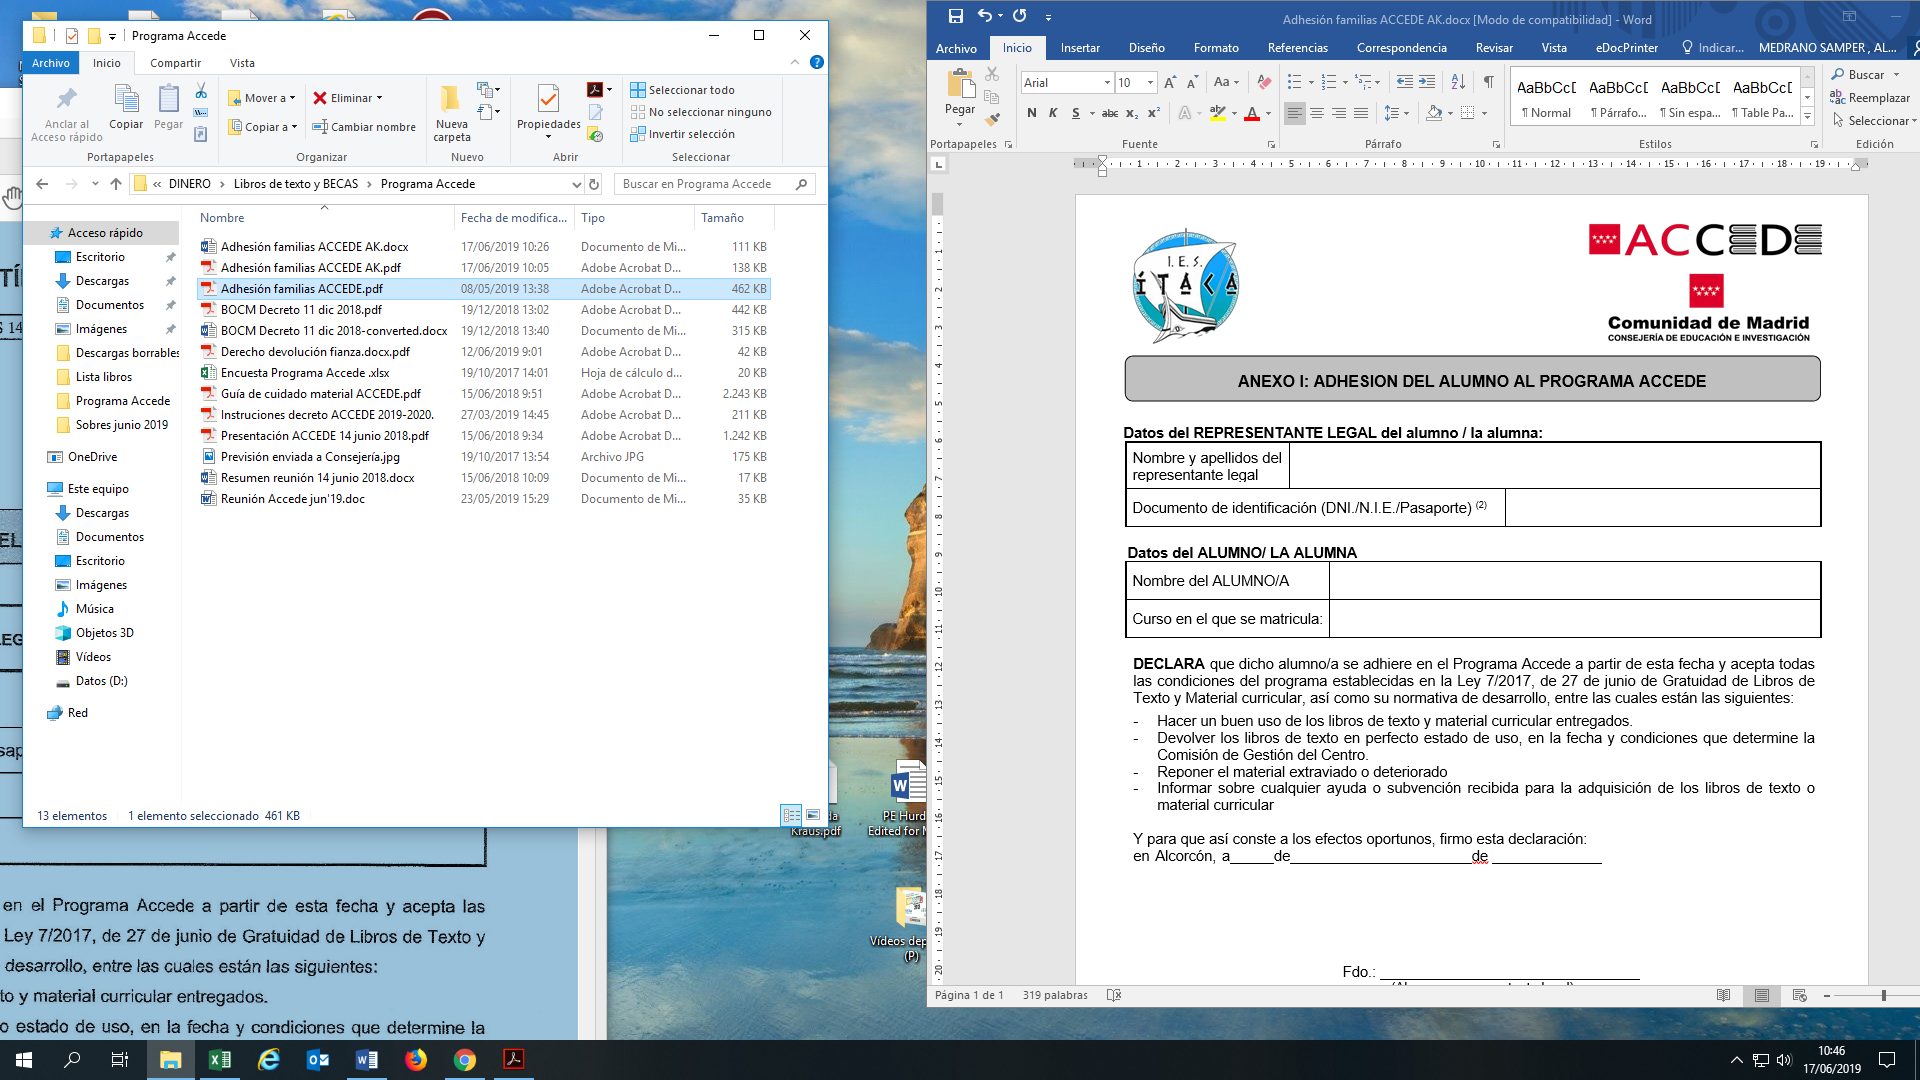 Programa Accede
Archivo
Inicio
Compartir
Vista
Anclar al
Acceso rápido
Copiar
Pegar
Mover a
Copiar a
Eliminar
Cambiar nombre
Nueva
carpeta
Propiedades
Seleccionar todo
No seleccionar ninguno
Invertir selección
Portapapeles
Organizar
Nuevo
Abrir
Seleccionar
« DINERO › Libros de texto y BECAS › Programa Accede
Buscar en Programa Accede
Nombre Fecha de modifica... Tipo Tamaño
Adhesión familias ACCEDE AK.docx 17/06/2019 10:26 Documento de Mi... 111 KB
Adhesión familias ACCEDE AK.pdf 17/06/2019 10:05 Adobe Acrobat D... 138 KB
Adhesión familias ACCEDE.pdf 08/05/2019 13:38 Adobe Acrobat D... 462 KB
BOCM Decreto 11 dic 2018.pdf 19/12/2018 13:02 Adobe Acrobat D... 442 KB
BOCM Decreto 11 dic 2018-converted.docx 19/12/2018 13:40 Documento de Mi... 315 KB
Derecho devolución fianza.docx.pdf 12/06/2019 9:01 Adobe Acrobat D... 42 KB
Encuesta Programa Accede .xlsx 19/10/2017 14:01 Hoja de cálculo d... 20 KB
Guía de cuidado material ACCEDE.pdf 15/06/2018 9:51 Adobe Acrobat D... 2.243 KB
Instruciones decreto ACCEDE 2019-2020. 27/03/2019 14:45 Adobe Acrobat D... 211 KB
Presentación ACCEDE 14 junio 2018.pdf 15/06/2018 9:34 Adobe Acrobat D... 1.242 KB
Previsión enviada a Consejería.jpg 19/10/2017 13:54 Archivo JPG 175 KB
Resumen reunión 14 junio 2018.docx 15/06/2018 10:09 Documento de Mi... 17 KB
Reunión Accede jun'19.doc 23/05/2019 15:29 Documento de Mi... 35 KB
Acceso rápido
Escritorio
Descargas
Documentos
Imágenes
Descargas borrables
Lista libros
Programa Accede
Sobres junio 2019
OneDrive
Este equipo
Descargas
Documentos
Escritorio
Imágenes
Música
Objetos 3D
Vídeos
Datos (D:)
Red
13 elementos 1 elemento seleccionado 461 KB
Kraus.pdf
PE Hurd
Edited for M
Vídeos dep
(P)
en el Programa Accede a partir de esta fecha y acepta las
Ley 7/2017, de 27 de junio de Gratuidad de Libros de Texto y
desarrollo, entre las cuales están las siguientes:
to y material curricular entregados.
o estado de uso, en la fecha y condiciones que determine la
Adhesión familias ACCEDE AK.docx [Modo de compatibilidad] - Word
Archivo Inicio Insertar Diseño Formato Referencias Correspondencia Revisar Vista eDocPrinter Indicar... MEDRANO SAMPER , AL...
Pegar
Arial 10
N K S abc x₂ x²
Aa
AaBbCcI AaBbCcI AaBbCcI AaBbCcI
¶ Normal ¶ Párrafo... ¶ Sin espa... ¶ Table Pa...
Buscar
Reemplazar
Seleccionar
Portapapeles Fuente Párrafo Estilos Edición
1 2 3 4 5 6 7 8 9 10 11 12 13 14 15 16 17 18 19
I.E.S.
ÍTACA
ACCEDE
Comunidad de Madrid
CONSEJERÍA DE EDUCACIÓN E INVESTIGACIÓN
ANEXO I: ADHESION DEL ALUMNO AL PROGRAMA ACCEDE
Datos del REPRESENTANTE LEGAL del alumno / la alumna:
Nombre y apellidos del
representante legal
Documento de identificación (DNI./N.I.E./Pasaporte) (2)
Datos del ALUMNO/ LA ALUMNA
Nombre del ALUMNO/A
Curso en el que se matricula:
DECLARA que dicho alumno/a se adhiere en el Programa Accede a partir de esta fecha y acepta todas
las condiciones del programa establecidas en la Ley 7/2017, de 27 de junio de Gratuidad de Libros de
Texto y Material curricular, así como su normativa de desarrollo, entre las cuales están las siguientes:
- Hacer un buen uso de los libros de texto y material curricular entregados.
- Devolver los libros de texto en perfecto estado de uso, en la fecha y condiciones que determine la
Comisión de Gestión del Centro.
- Reponer el material extraviado o deteriorado
- Informar sobre cualquier ayuda o subvención recibida para la adquisición de los libros de texto o
material curricular
Y para que así conste a los efectos oportunos, firmo esta declaración:
en Alcorcón, a_____de______________________de _____________
Fdo.: _______________________________
Página 1 de 1 319 palabras
10:46
17/06/2019